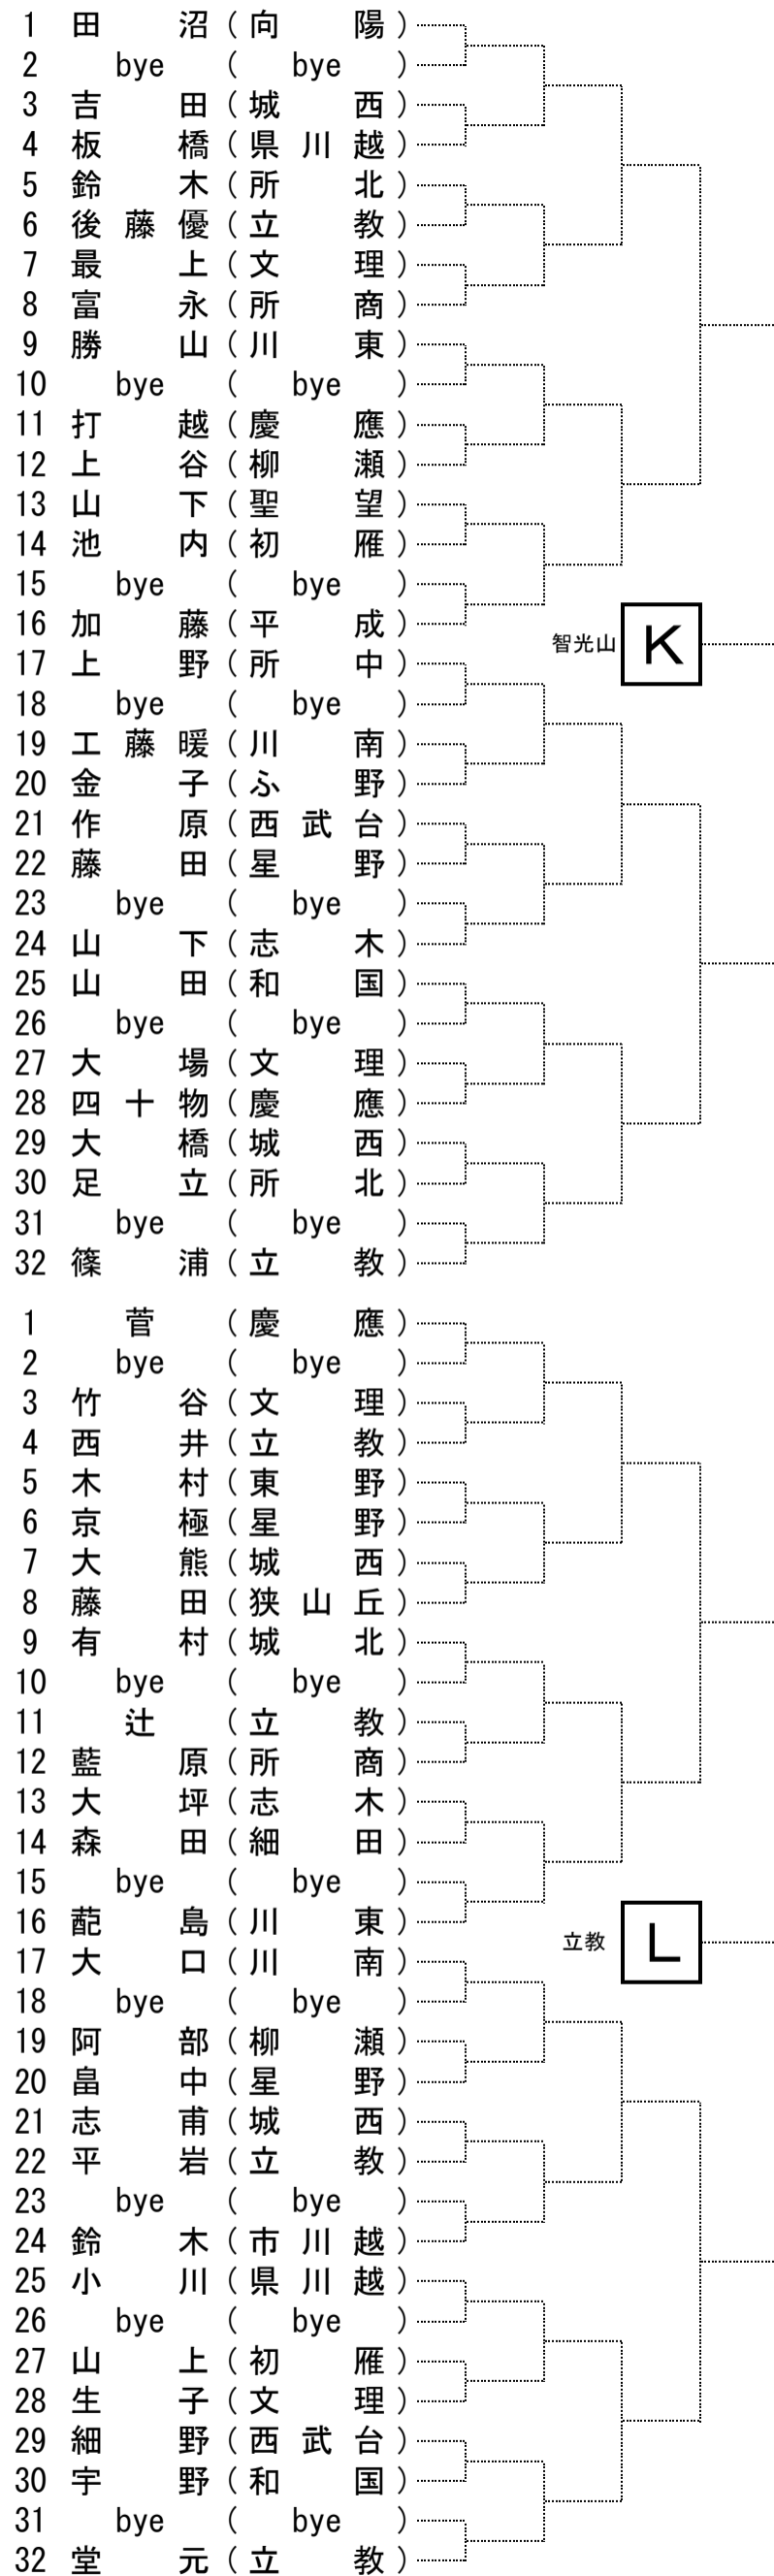 1 田沼 (向陽)
2 bye (bye)
3 吉田 (城西)
4 板橋 (県川越)
5 鈴木 (所北)
6 後藤優 (立教)
7 最上 (文理)
8 富永 (所商)
9 勝山 (川東)
10 bye (bye)
11 打越 (慶應)
12 上谷 (柳瀬)
13 山下 (聖望)
14 池内 (初雁)
15 bye (bye)
16 加藤 (平成)
智光山 K
17 上野 (所中)
18 bye (bye)
19 工藤暖 (川南)
20 金子 (ふ野)
21 作原 (西武台)
22 藤田 (星野)
23 bye (bye)
24 山下 (志木)
25 山田 (和国)
26 bye (bye)
27 大場 (文理)
28 四十物 (慶應)
29 大橋 (城西)
30 足立 (所北)
31 bye (bye)
32 篠浦 (立教)
1 菅 (慶應)
2 bye (bye)
3 竹谷 (文理)
4 西井 (立教)
5 木村 (東野)
6 京極 (星野)
7 大熊 (城西)
8 藤田 (狭山丘)
9 有村 (城北)
10 bye (bye)
11 辻 (立教)
12 藍原 (所商)
13 大坪 (志木)
14 森田 (細田)
15 bye (bye)
16 蓜島 (川東)
立教 L
17 大口 (川南)
18 bye (bye)
19 阿部 (柳瀬)
20 畠中 (星野)
21 志甫 (城西)
22 平岩 (立教)
23 bye (bye)
24 鈴木 (市川越)
25 小川 (県川越)
26 bye (bye)
27 山上 (初雁)
28 生子 (文理)
29 細野 (西武台)
30 宇野 (和国)
31 bye (bye)
32 堂元 (立教)